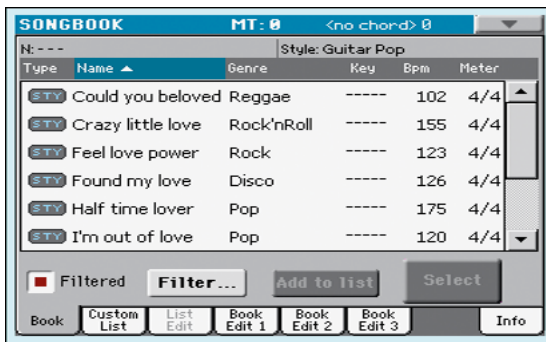 SONGBOOK MT: 0 <no chord> 0
N: --- Style: Guitar Pop
Type Name Genre Key Bpm Meter
STY Could you beloved Reggae ----- 102 4/4
STY Crazy little love Rock'nRoll ----- 155 4/4
STY Feel love power Rock ----- 123 4/4
STY Found my love Disco ----- 126 4/4
STY Half time lover Pop ----- 175 4/4
STY I'm out of love Pop ----- 120 4/4
Filtered Filter... Add to list Select
Book Custom List List Edit Book Edit 1 Book Edit 2 Book Edit 3 Info